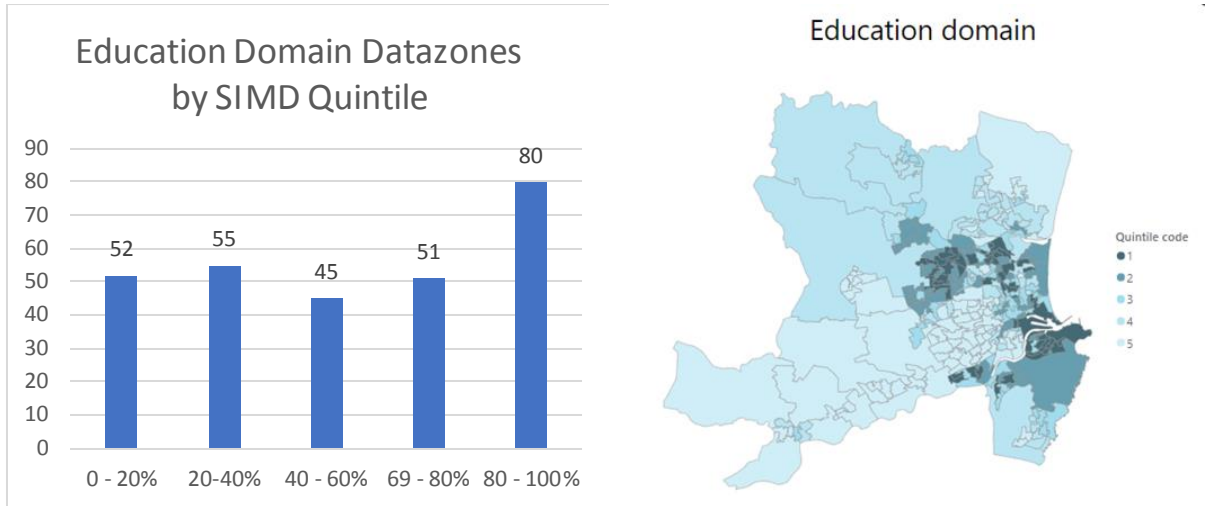 Education Domain Datazones
by SIMD Quintile
90
80
70
60
50
40
30
20
10
0
52
55
45
51
80
0 - 20%
20-40%
40 - 60%
69 - 80%
80 - 100%
Education domain
Quintile code
1
2
3
4
5